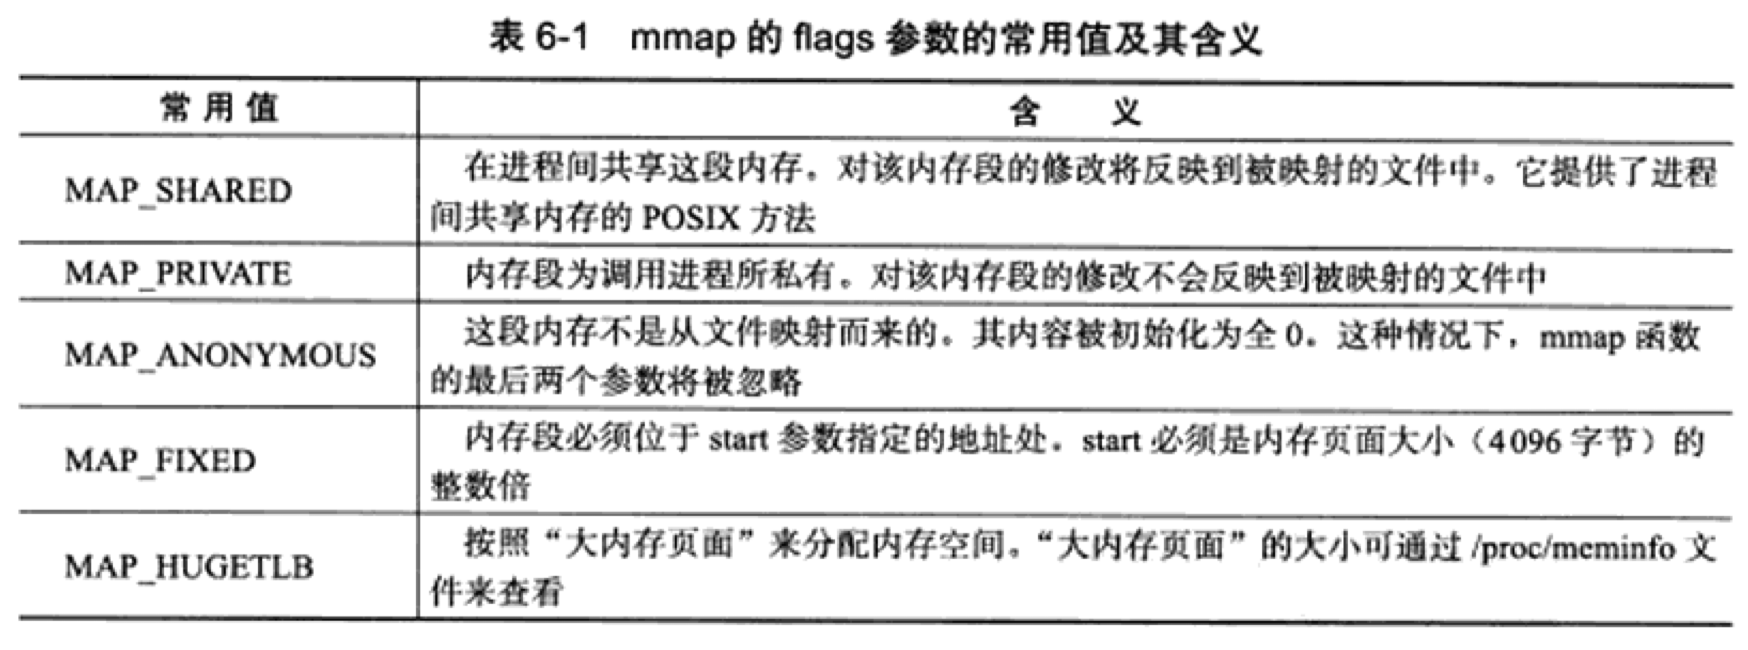 表 6-1 mmap 的 flags 参数的常用值及其含义
常用值 含义
MAP_SHARED 在进程间共享这段内存。对该内存段的修改将反映到被映射的文件中。它提供了进程
间共享内存的 POSIX 方法
MAP_PRIVATE 内存段为调用进程所私有。对该内存段的修改不会反映到被映射的文件中
MAP_ANONYMOUS 这段内存不是从文件映射而来的。其内容被初始化为全 0。这种情况下，mmap 函数
的最后两个参数将被忽略
MAP_FIXED 内存段必须位于 start 参数指定的地址处。start 必须是内存页面大小（4096 字节）的
整数倍
MAP_HUGETLB 按照“大内存页面”来分配内存空间。“大内存页面”的大小可通过 /proc/meminfo 文
件来查看